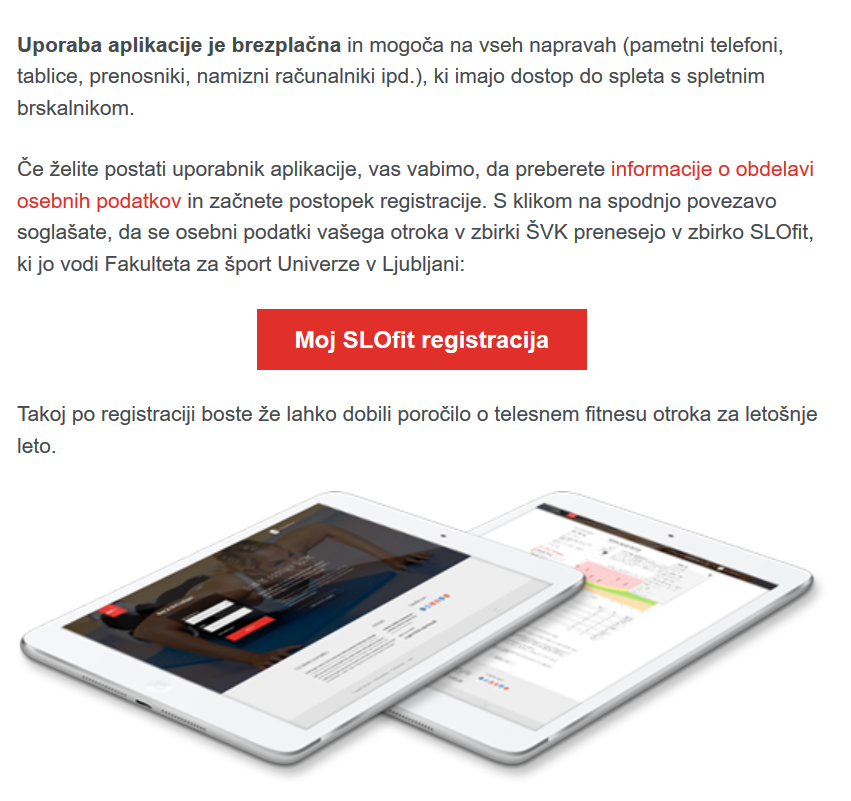 Uporaba aplikacije je brezplačna in mogoča na vseh napravah (pametni telefoni,
tablice, prenosniki, namizni računalniki ipd.), ki imajo dostop do spleta s spletnim
brskalnikom.
Če želite postati uporabnik aplikacije, vas vabimo, da preberete informacije o obdelavi
osebnih podatkov in začnete postopek registracije. S klikom na spodnjo povezavo
soglašate, da se osebni podatki vašega otroka v zbirki ŠVK prenesejo v zbirko SLOfit,
ki jo vodi Fakulteta za šport Univerze v Ljubljani:
Moj SLOfit registracija
Takoj po registraciji boste že lahko dobili poročilo o telesnem fitnesu otroka za letošnje
leto.